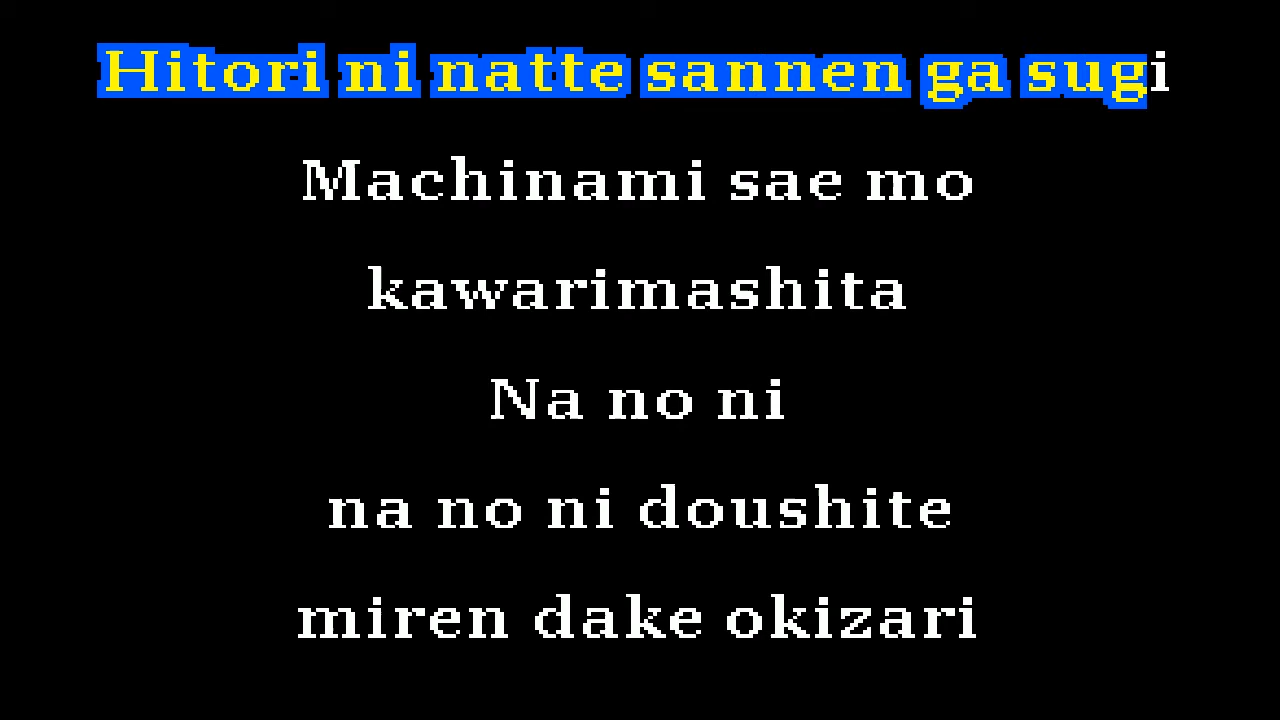 Hitori ni natte sannen ga sugi
Machinami sae mo
kawarimashita
Na no ni
na no ni doushite
miren dake okizari